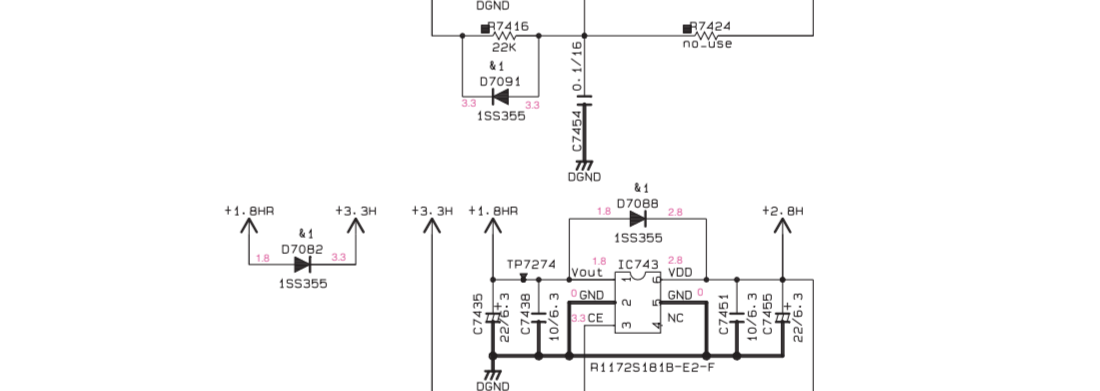 DGND
R7416
R7424
22K
no_use
0.1/16
&1
D7091
3.3
3.3
1SS355
C7454
DGND
&1
D7088
1.8
2.8
1SS355
+1.8HR
+3.3H
+3.3H
+1.8HR
+2.8H
&1
D7082
1.8
3.3
1SS355
TP7274
1.8
IC743
2.8
Vout
1
6
VDD
C7435
22/6.3
+
C7438
10/6.3
0
GND
2
5
GND
0
3.3
CE
3
4
NC
C7451
10/6.3
C7455
22/6.3
+
R1172S181B-E2-F
DGND